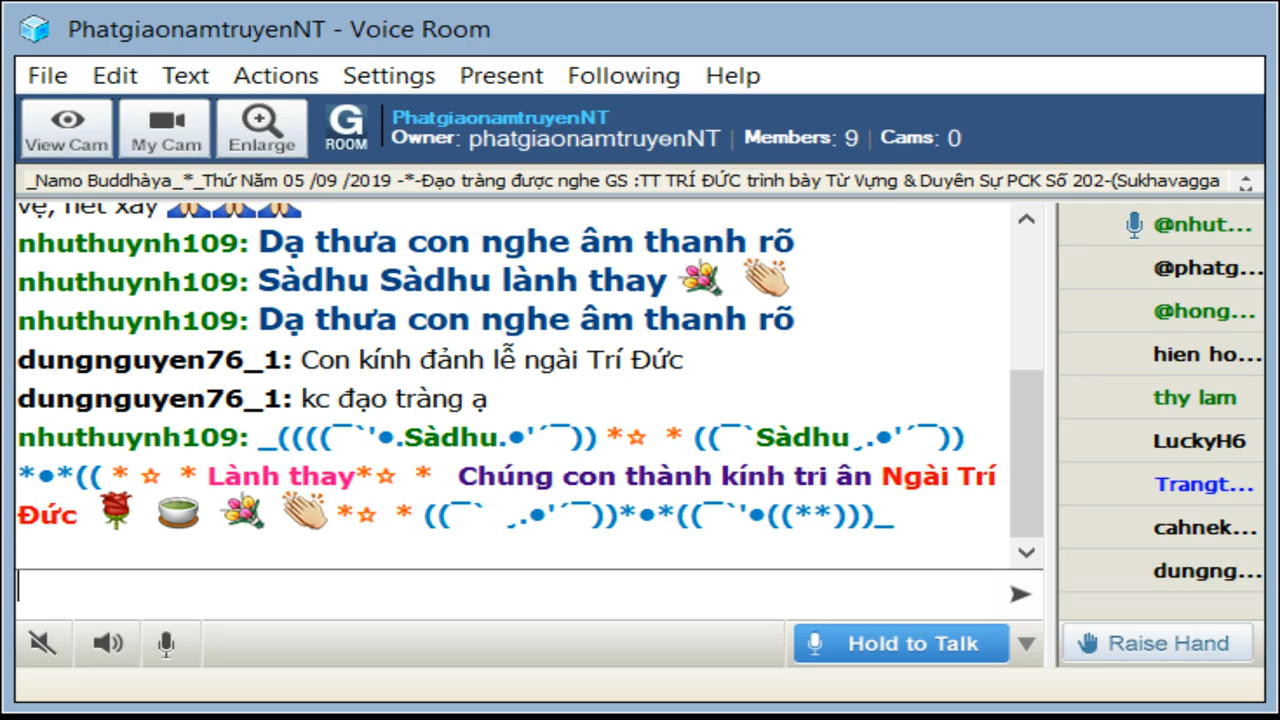 PhatgiaonamtruyenNT - Voice Room
File Edit Text Actions Settings Present Following Help
View Cam My Cam Enlarge G ROOM PhatgiaonamtruyenNT
Owner: phatgiaonamtruyenNT | Members: 9 | Cams: 0
_Namo Buddhàya_*_Thứ Năm 05 /09 /2019 -*-Đạo tràng được nghe GS :TT TRÍ ĐỨC trình bày Từ Vựng & Duyên Sự PCK Số 202-(Sukhavagga
vệ, hết xảy
nhuthuynh109: Dạ thưa con nghe âm thanh rõ
nhuthuynh109: Sàdhu Sàdhu lành thay
nhuthuynh109: Dạ thưa con nghe âm thanh rõ
dungnguyen76_1: Con kính đảnh lễ ngài Trí Đức
dungnguyen76_1: kc đạo tràng ạ
nhuthuynh109: _((((¯`'●.Sàdhu.●'´¯)) *☆ * ((¯`Sàdhu¸.●'´¯))
*●*(( * ☆ * Lành thay*☆ * Chúng con thành kính tri ân Ngài Trí
Đức *☆ * ((¯` ¸.●'´¯))*●*((¯`'●((**)))_
@nhut...
@phatg...
@hong...
hien ho...
thy lam
LuckyH6
Trangt...
cahnek...
dungng...
Hold to Talk
Raise Hand